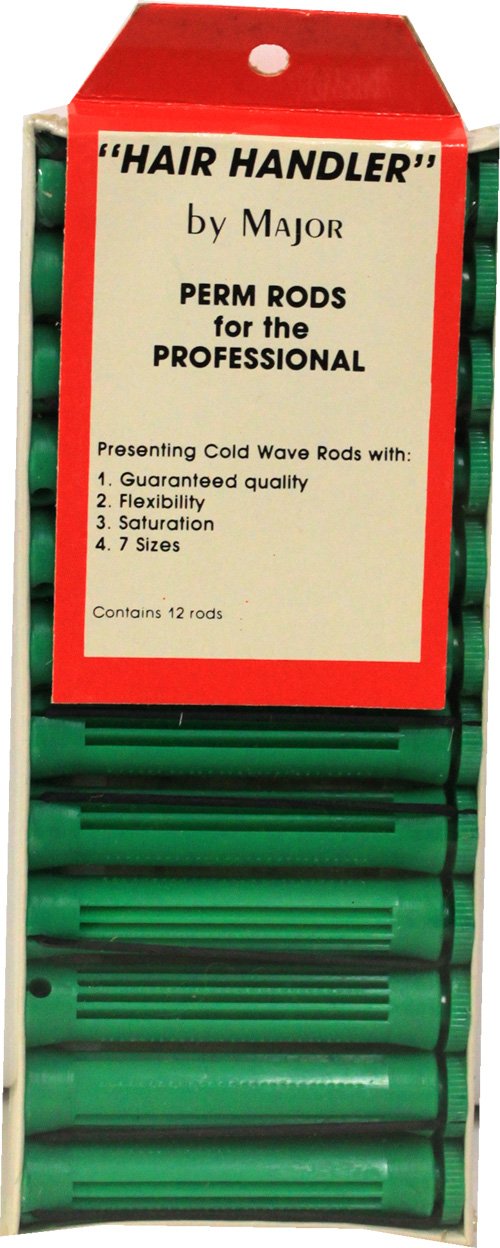 "HAIR HANDLER"
by MAJOR
PERM RODS
for the
PROFESSIONAL
Presenting Cold Wave Rods with:
1. Guaranteed quality
2. Flexibility
3. Saturation
4. 7 Sizes
Contains 12 rods